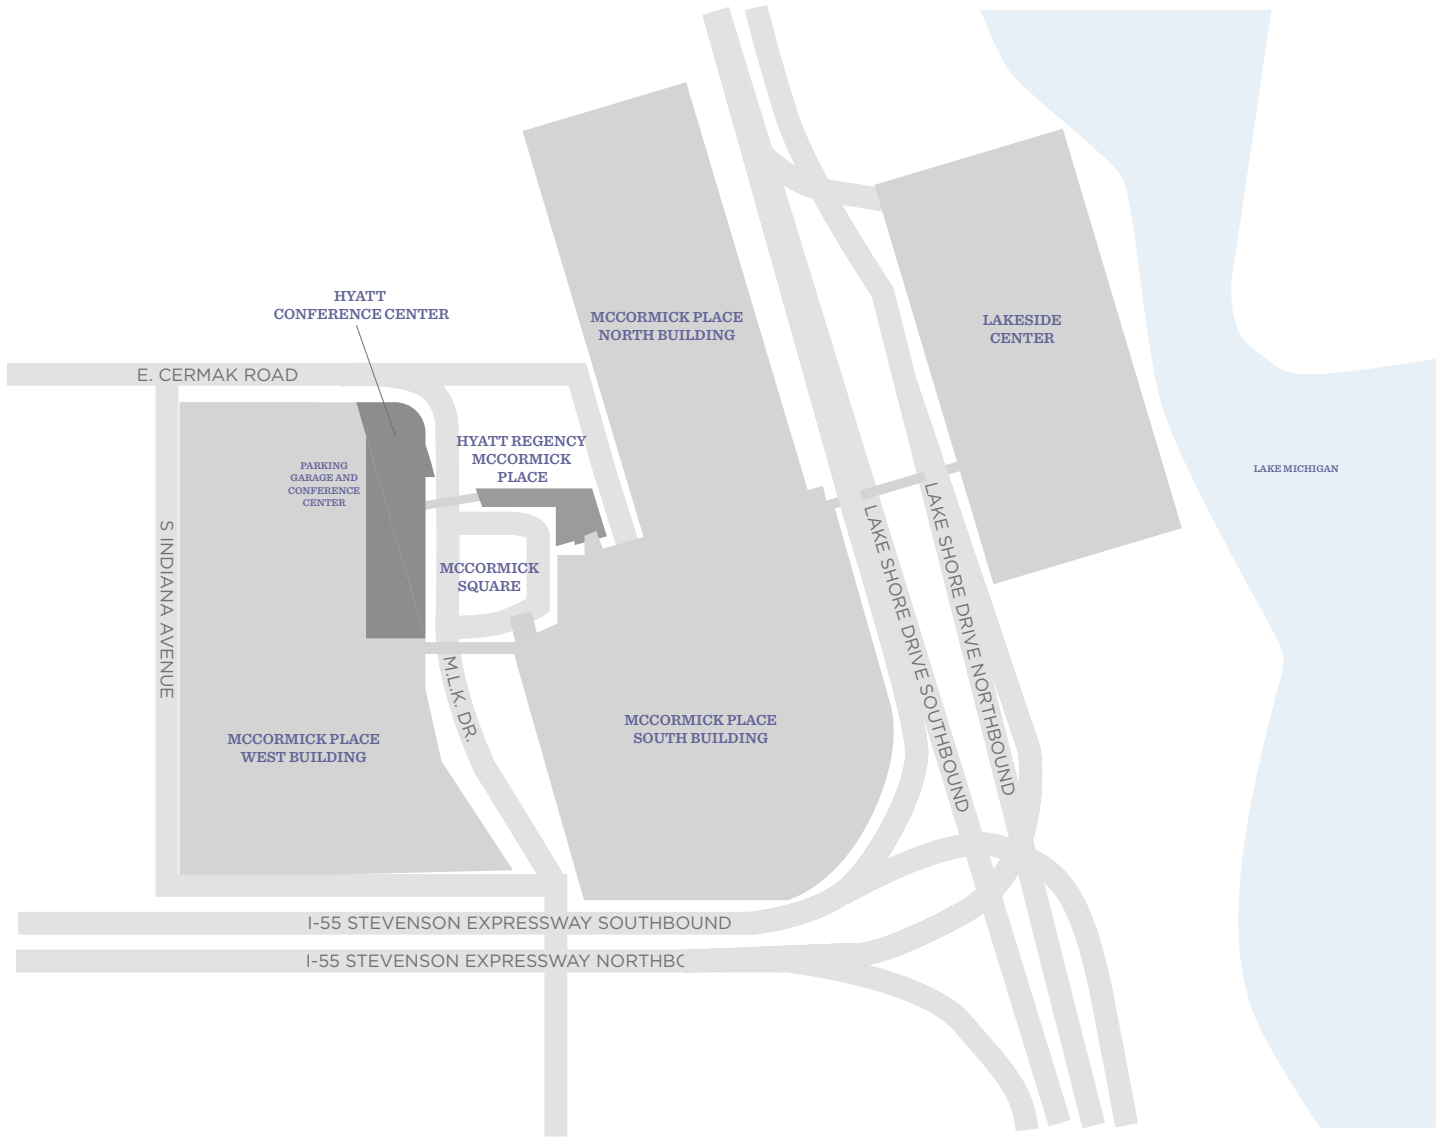 HYATT
CONFERENCE CENTER
MCCORMICK PLACE
NORTH BUILDING
LAKESIDE
CENTER
E. CERMAK ROAD
HYATT REGENCY
MCCORMICK
PLACE
PARKING
GARAGE AND
CONFERENCE
CENTER
LAKE MICHIGAN
S INDIANA AVENUE
MCCORMICK
SQUARE
LAKE SHORE DRIVE SOUTHBOUND
LAKE SHORE DRIVE NORTHBOUND
M.L.K. DR.
MCCORMICK PLACE
WEST BUILDING
MCCORMICK PLACE
SOUTH BUILDING
I-55 STEVENSON EXPRESSWAY SOUTHBOUND
I-55 STEVENSON EXPRESSWAY NORTHBO